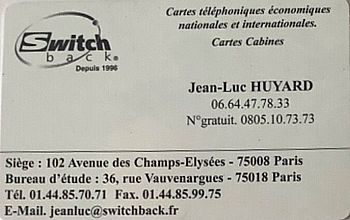 Cartes téléphoniques économiques
nationales et internationales.
Cartes Cabines
Switch
back®
Depuis 1996
Jean-Luc HUYARD
06.64.47.78.33
N°gratuit. 0805.10.73.73
Siège : 102 Avenue des Champs-Elysées - 75008 Paris
Bureau d'étude : 36, rue Vauvenargues - 75018 Paris
Tél. 01.44.85.70.71 Fax. 01.44.85.99.75
E-Mail. jeanluc@switchback.fr